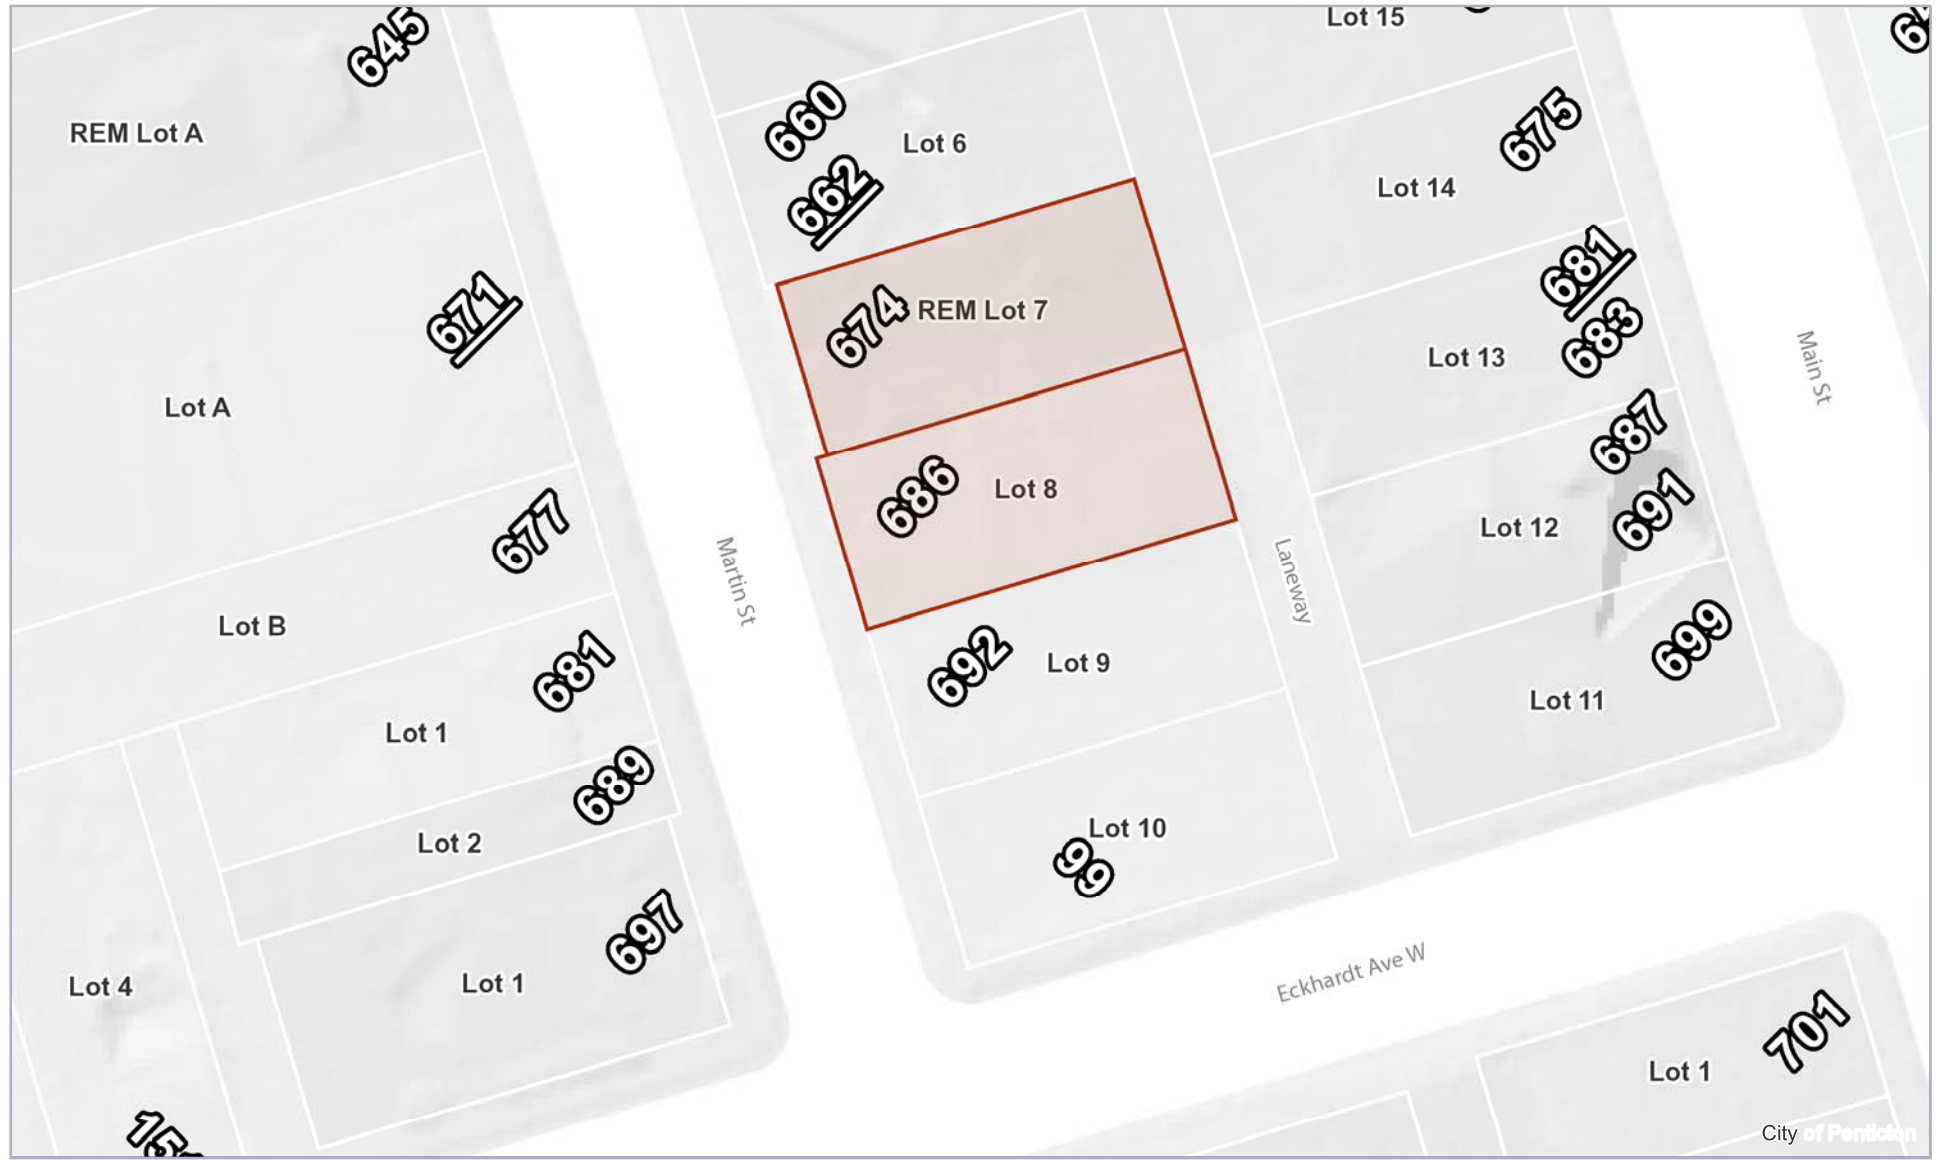 645
Lot 15
REM Lot A
660
Lot 6
662
675
Lot 14
671
674
REM Lot 7
681
683
Lot 13
Main St
Lot A
687
691
Lot 12
686
Lot 8
677
Martin St
Laneway
Lot B
681
692
Lot 9
699
Lot 11
Lot 1
689
Lot 2
Lot 10
99
697
Lot 1
Lot 4
Eckhardt Ave W
701
Lot 1
City of Penticton